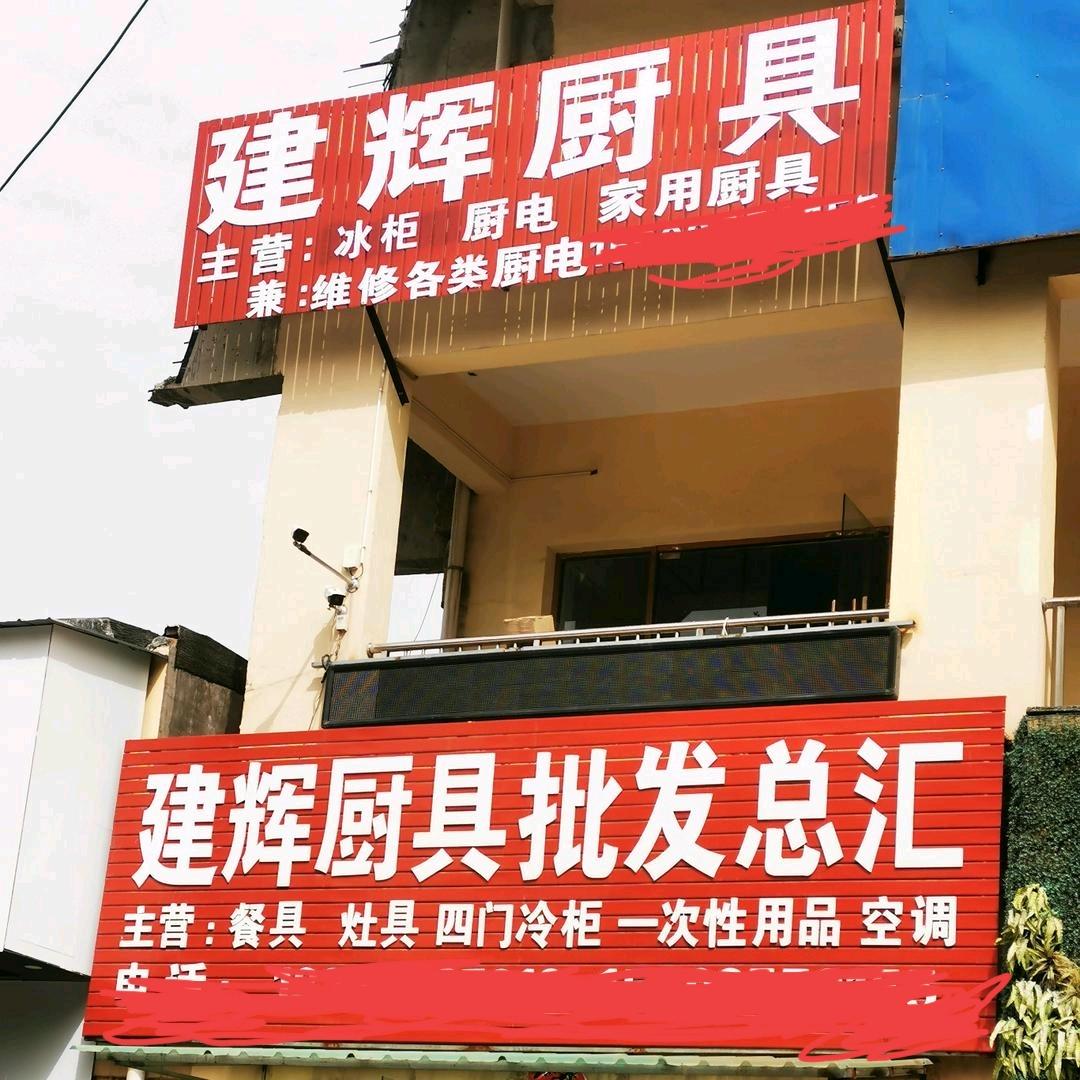 建辉厨具
主营：冰柜 厨电 家用厨具
兼：维修各类厨电
建辉厨具批发总汇
主营：餐具 灶具 四门冷柜 一次性用品 空调
电话：